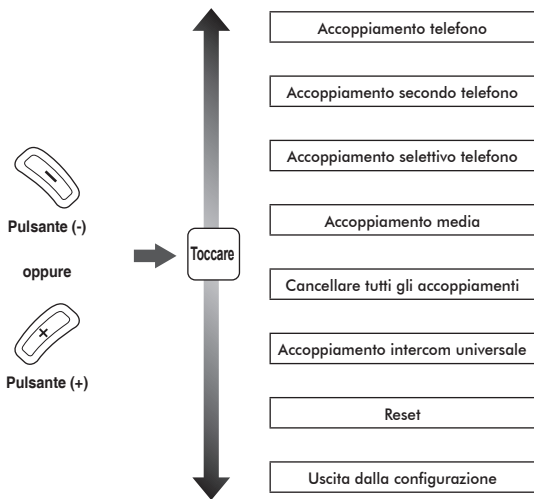 Accoppiamento telefono
Accoppiamento secondo telefono
Accoppiamento selettivo telefono
Accoppiamento media
Cancellare tutti gli accoppiamenti
Accoppiamento intercom universale
Reset
Uscita dalla configurazione
-
Pulsante (-)
oppure
+
Pulsante (+)
Toccare